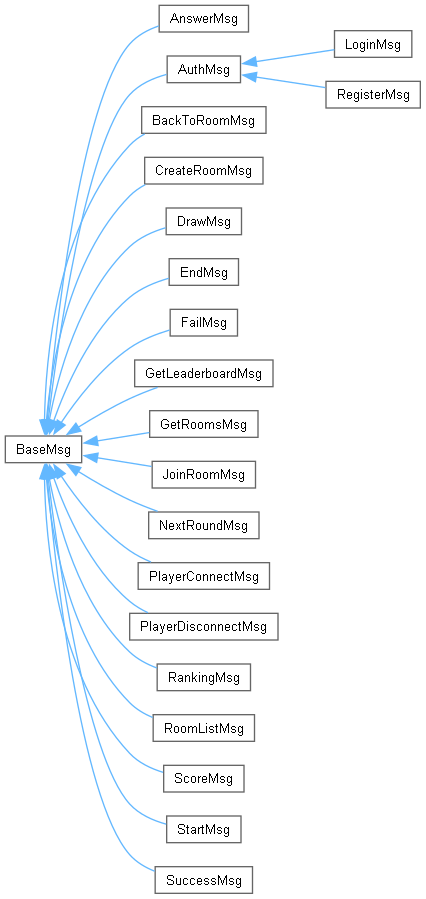 AnswerMsg
AuthMsg
LoginMsg
RegisterMsg
BackToRoomMsg
CreateRoomMsg
DrawMsg
EndMsg
FailMsg
GetLeaderboardMsg
GetRoomsMsg
BaseMsg
JoinRoomMsg
NextRoundMsg
PlayerConnectMsg
PlayerDisconnectMsg
RankingMsg
RoomListMsg
ScoreMsg
StartMsg
SuccessMsg